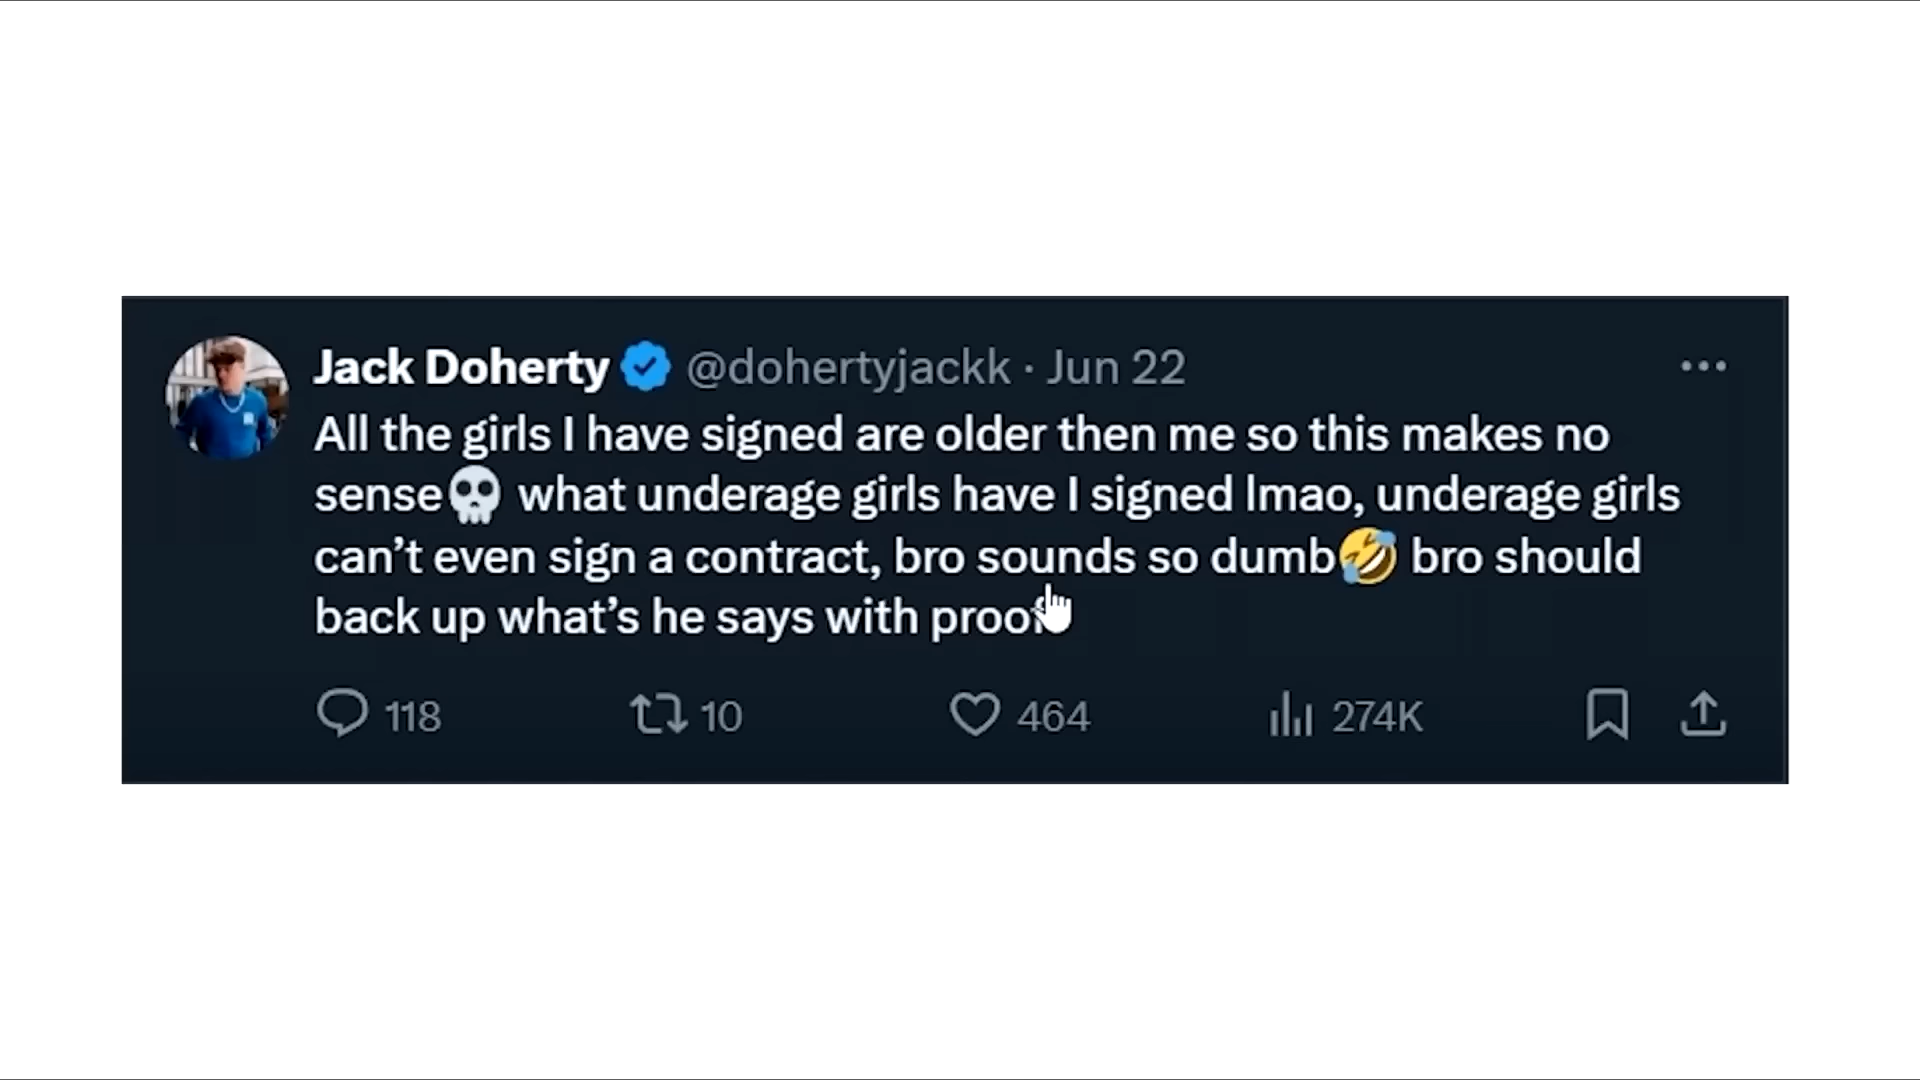 Jack Doherty @dohertyjackk · Jun 22
All the girls I have signed are older then me so this makes no
sense💀 what underage girls have I signed lmao, underage girls
can’t even sign a contract, bro sounds so dumb🤣 bro should
back up what’s he says with proof
118 10 464 274K